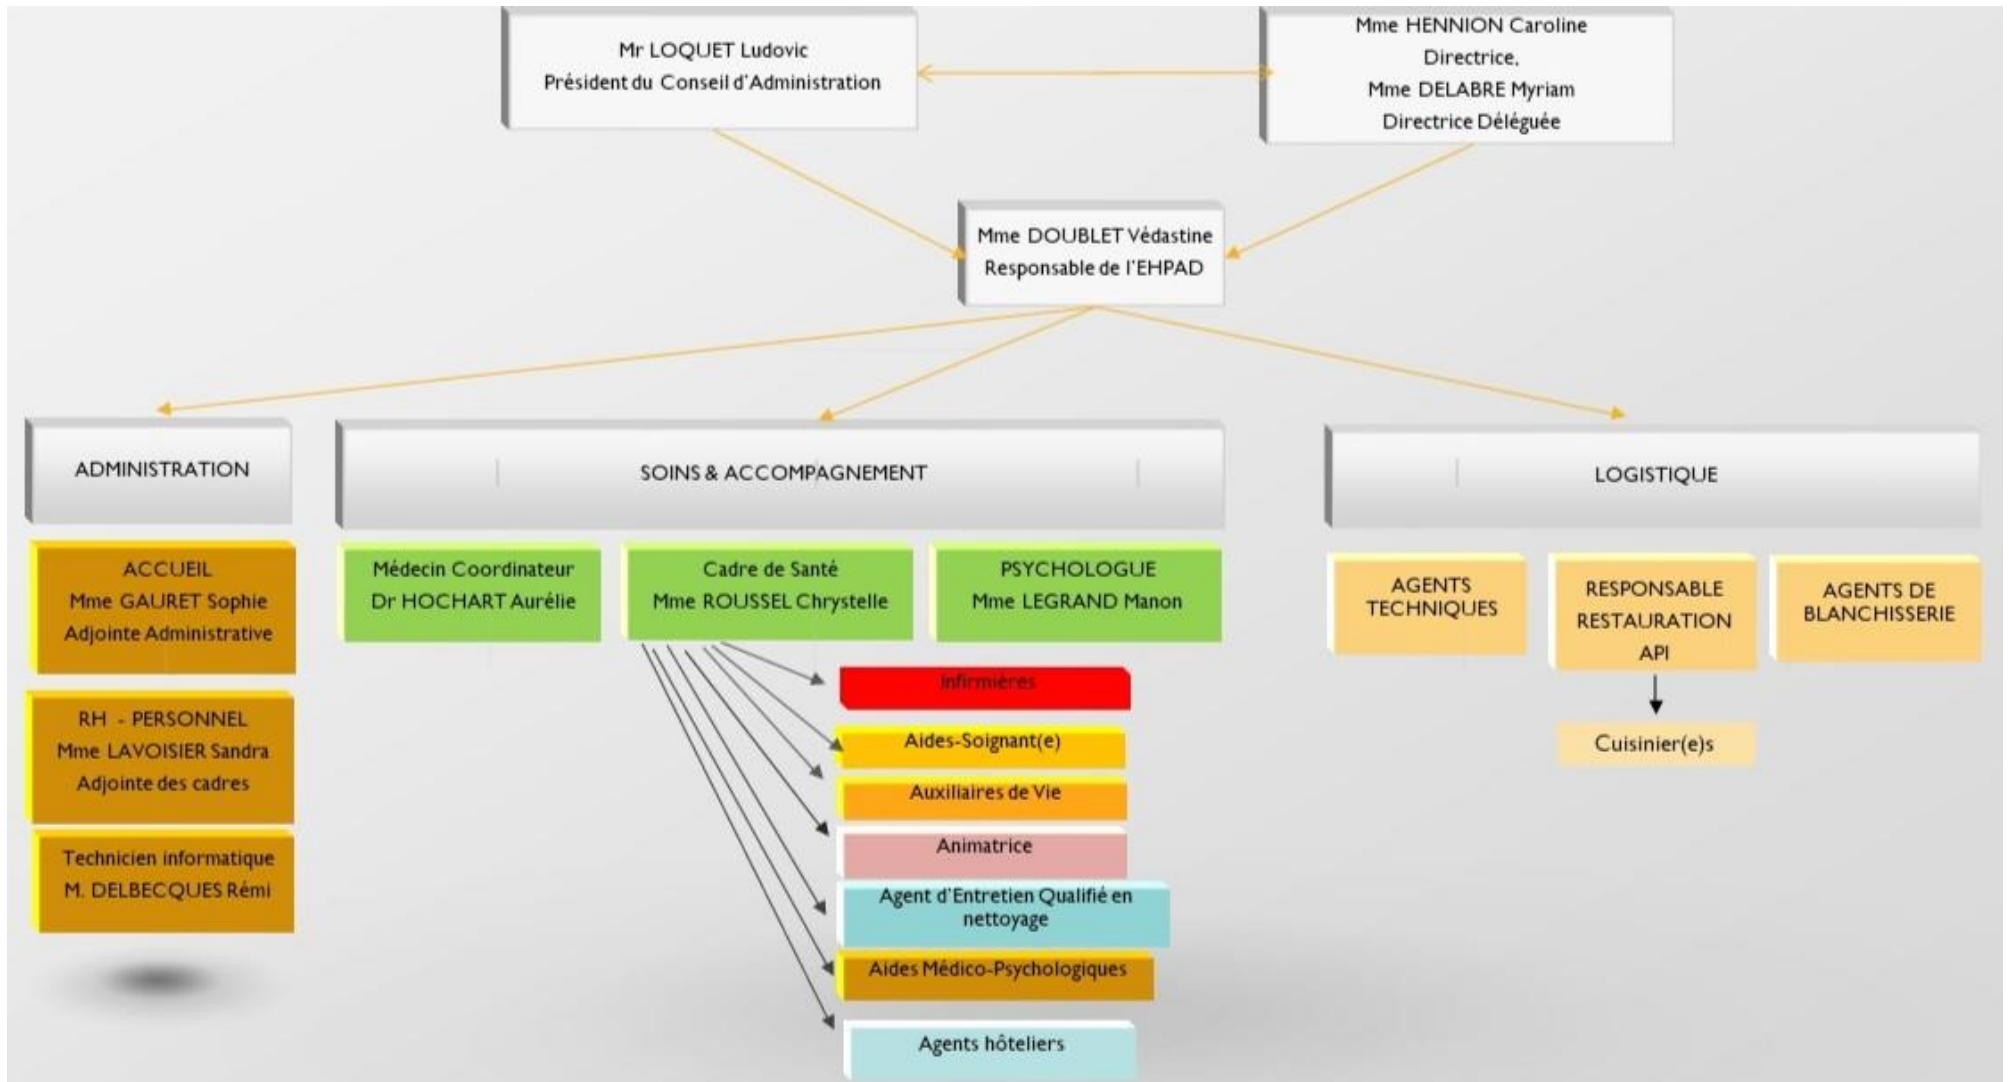 Mr LOQUET Ludovic
Président du Conseil d'Administration
Mme HENNION Caroline
Directrice,
Mme DELABRE Myriam
Directrice Déléguée
Mme DOUBLET Védastine
Responsable de l'EHPAD
ADMINISTRATION
SOINS & ACCOMPAGNEMENT
LOGISTIQUE
ACCUEIL
Mme GAURET Sophie
Adjointe Administrative
RH - PERSONNEL
Mme LAVOISIER Sandra
Adjointe des cadres
Technicien informatique
M. DELBECQUES Rémi
Médecin Coordinateur
Dr HOCHART Aurélie
Cadre de Santé
Mme ROUSSEL Chrystelle
PSYCHOLOGUE
Mme LEGRAND Manon
Infirmières
Aides-Soignant(e)
Auxiliaires de Vie
Animatrice
Agent d'Entretien Qualifié en
nettoyage
Aides Médico-Psychologiques
Agents hôteliers
AGENTS
TECHNIQUES
RESPONSABLE
RESTAURATION
API
Cuisinier(e)s
AGENTS DE
BLANCHISSERIE